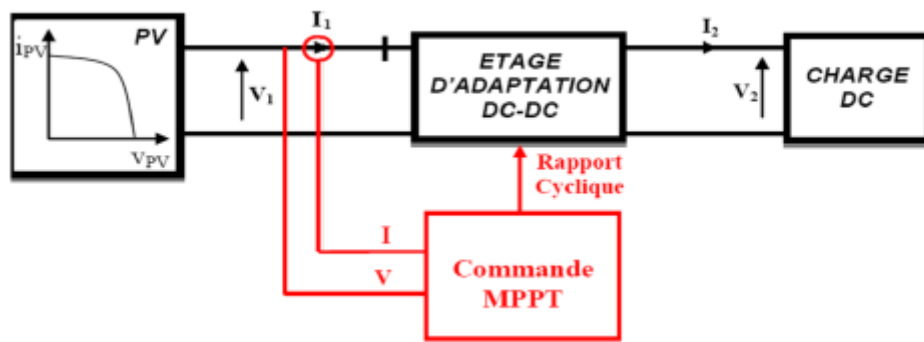 PV
iPV
VPV
V1
I1
ETAGE
D'ADAPTATION
DC-DC
I2
V2
CHARGE
DC
Rapport
Cyclique
I
V
Commande
MPPT